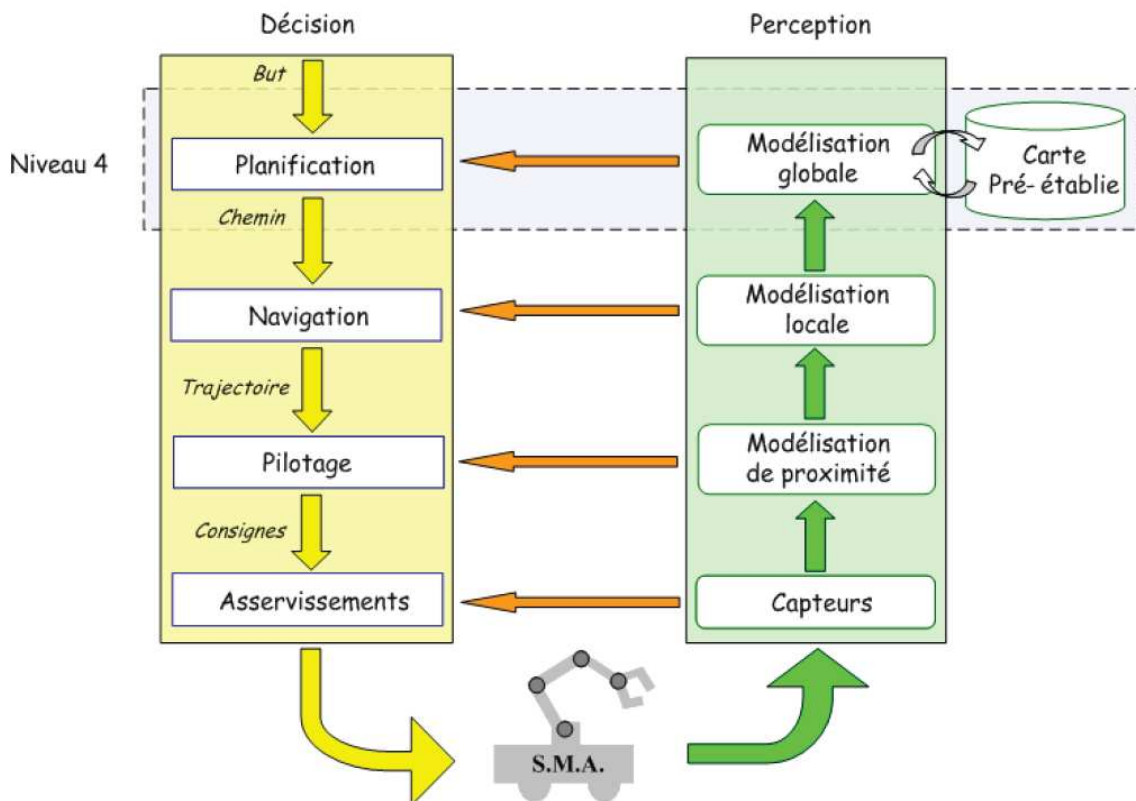 Décision
Perception
But
Niveau 4
Planification
Modélisation
globale
Carte
Pré- établie
Chemin
Navigation
Modélisation
locale
Trajectoire
Pilotage
Modélisation
de proximité
Consignes
Asservissements
Capteurs
S.M.A.